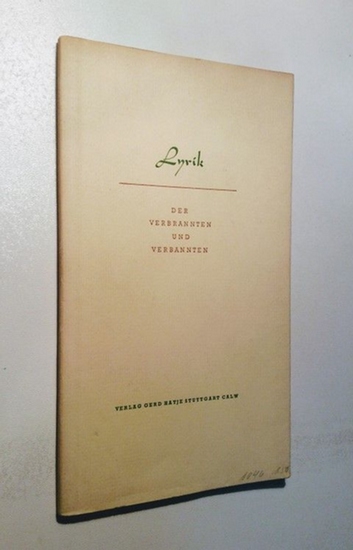 Lyrik
DER
VERBRANNTEN
UND
VERBANNTEN
VERLAG GERD HATJE STUTTGART CALW